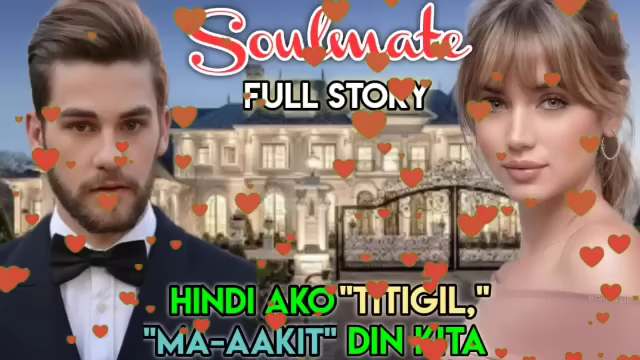 Soulmate
FULL STORY
HINDI AKO "TITIGIL,"
"MA-AAKIT" DIN KITA